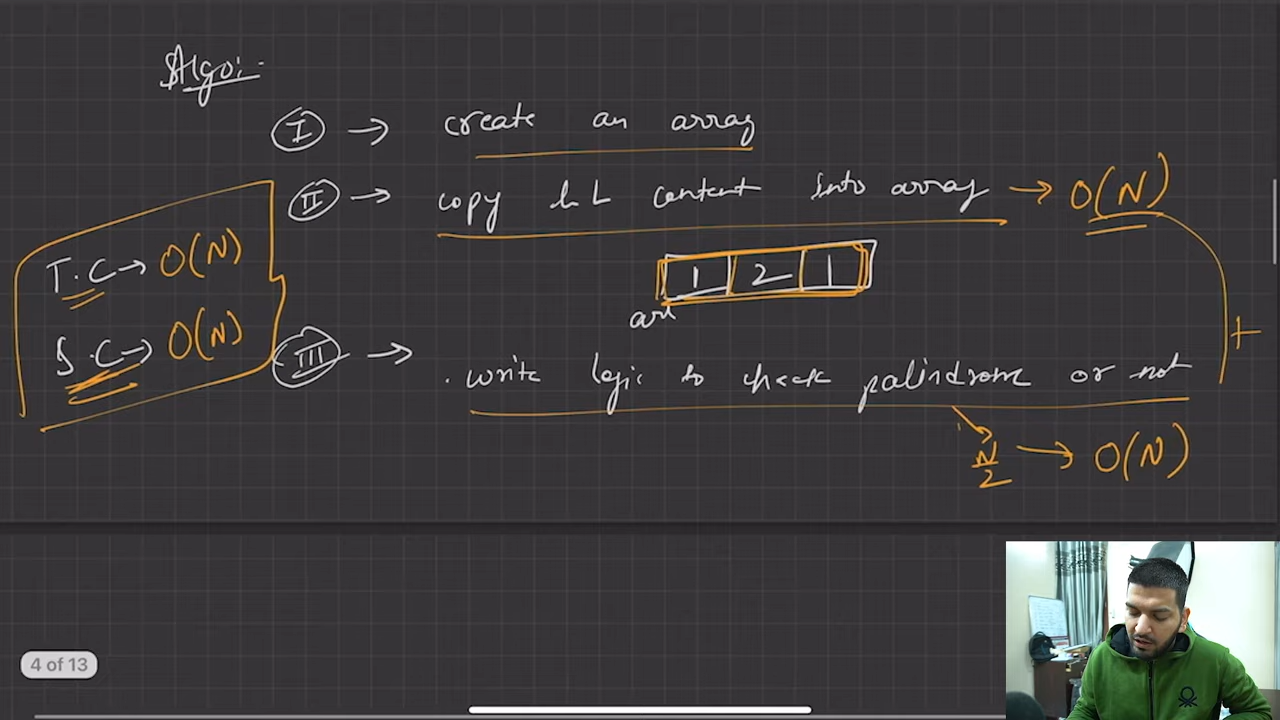 Algo:-
I → create an array
II → copy LL content into array → O(N)
1 2 1
arr
T.C → O(N)
S.C → O(N)
III → write logic to check palindrome or not
+
N/2 → O(N)
4 of 13